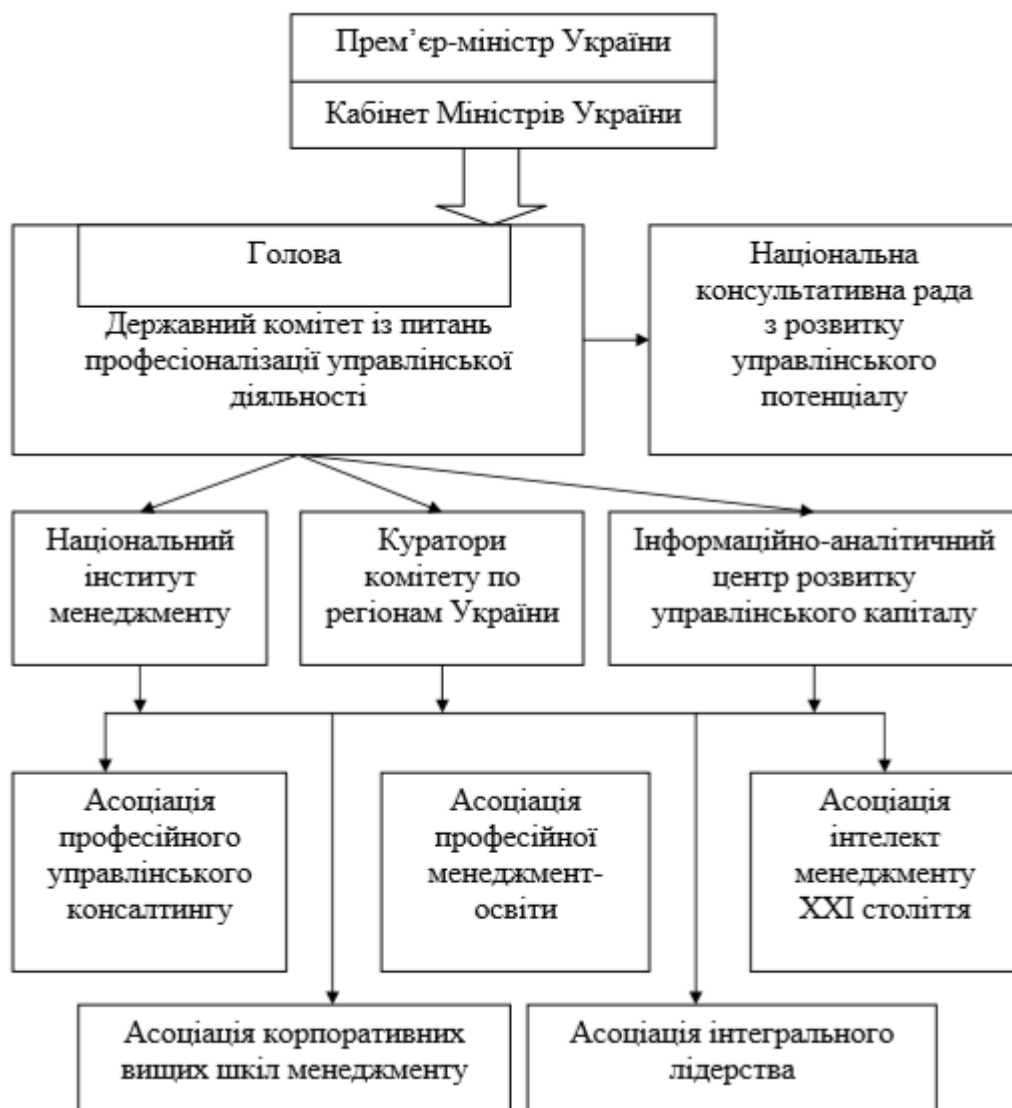 Прем’єр-міністр України
Кабінет Міністрів України
Голова
Державний комітет із питань
професіоналізації управлінської
діяльності
Національна
консультативна рада
з розвитку
управлінського
потенціалу
Національний
інститут
менеджменту
Куратори
комітету по
регіонам України
Інформаційно-аналітичний
центр розвитку
управлінського капіталу
Асоціація
професійного
управлінського
консалтингу
Асоціація
професійної
менеджмент-
освіти
Асоціація
інтелект
менеджменту
XXI століття
Асоціація корпоративних
вищих шкіл менеджменту
Асоціація інтегрального
лідерства